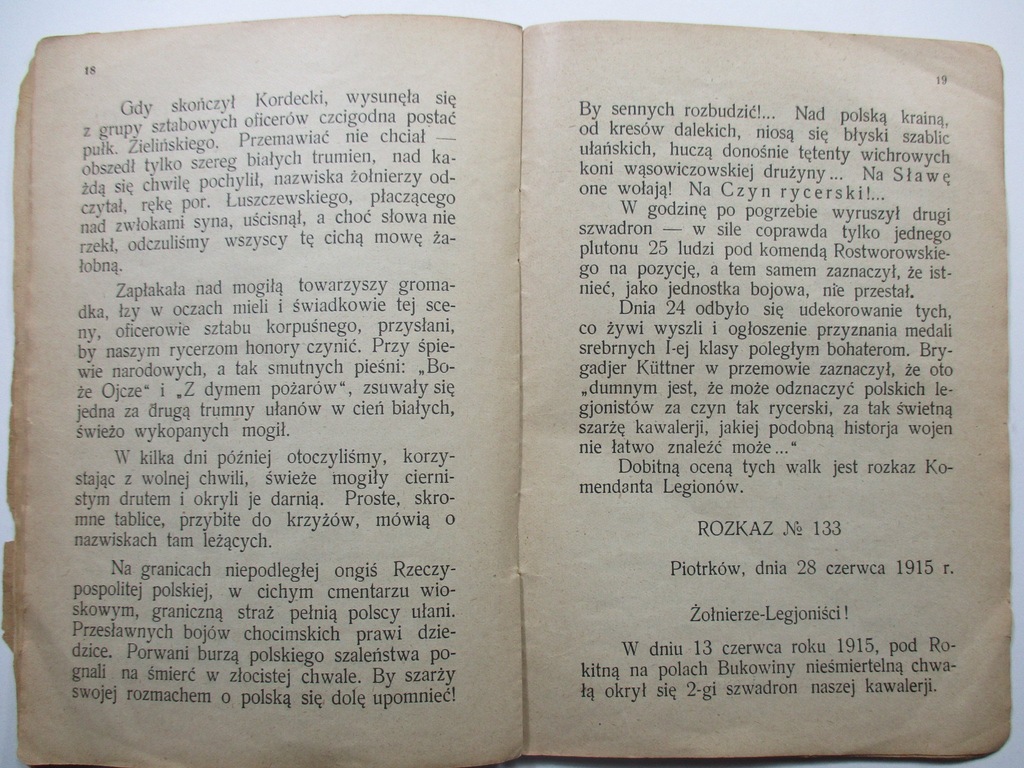 18
Gdy skończył Kordecki, wysunęła się
z grupy sztabowych oficerów czcigodna postać
pułk. Zielińskiego. Przemawiać nie chciał —
obszedł tylko szereg białych trumien, nad ka-
żdą się chwilę pochylił, nazwiska żołnierzy od-
czytał, rękę por. Łuszczewskiego, płaczącego
nad zwłokami syna, uścisnął, a choć słowa nie
rzekł, odczuliśmy wszyscy tę cichą mowę ża-
łobną.
Zapłakała nad mogiłą towarzyszy groma-
dka, łzy w oczach mieli i świadkowie tej sce-
ny, oficerowie sztabu korpuśnego, przysłani,
by naszym rycerzom honory czynić. Przy śpie-
wie narodowych, a tak smutnych pieśni: „Bo-
że Ojcze“ i „Z dymem pożarów“, zsuwały się
jedna za drugą trumny ułanów w cień białych,
świeżo wykopanych mogił.
W kilka dni później otoczyliśmy, korzy-
stając z wolnej chwili, świeże mogiły cierni-
stym drutem i okryli je darnią. Proste, skro-
mne tablice, przybite do krzyżów, mówią o
nazwiskach tam leżących.
Na granicach niepodległej ongiś Rzeczy-
pospolitej polskiej, w cichym cmentarzu wio-
skowym, graniczną straż pełnią polscy ułani.
Przesławnych bojów chocimskich prawi dzie-
dzice. Porwani burzą polskiego szaleństwa po-
gnali na śmierć w złocistej chwale. By szarży
swojej rozmachem o polską się dolę upomnieć!
19
By sennych rozbudzić!... Nad polską krainą,
od kresów dalekich, niosą się błyski szablic
ułańskich, huczą donośnie tętenty wichrowych
koni wąsowiczowskiej drużyny... Na Sławę
one wołają! Na Czyn rycerski!...
W godzinę po pogrzebie wyruszył drugi
szwadron — w sile coprawda tylko jednego
plutonu 25 ludzi pod komendą Rostworowskie-
go na pozycję, a tem samem zaznaczył, że ist-
nieć, jako jednostka bojowa, nie przestał.
Dnia 24 odbyło się udekorowanie tych,
co żywi wyszli i ogłoszenie przyznania medali
srebrnych I-ej klasy poległym bohaterom. Bry-
gadjer Küttner w przemowie zaznaczył, że oto
„dumnym jest, że może odznaczyć polskich le-
gjonistów za czyn tak rycerski, za tak świetną
szarżę kawalerji, jakiej podobną historja wojen
nie łatwo znaleźć może...“
Dobitną oceną tych walk jest rozkaz Ko-
mendanta Legionów.
ROZKAZ № 133
Piotrków, dnia 28 czerwca 1915 r.
Żołnierze-Legjoniści!
W dniu 13 czerwca roku 1915, pod Ro-
kitną na polach Bukowiny nieśmiertelną chwa-
łą okrył się 2-gi szwadron naszej kawalerji.